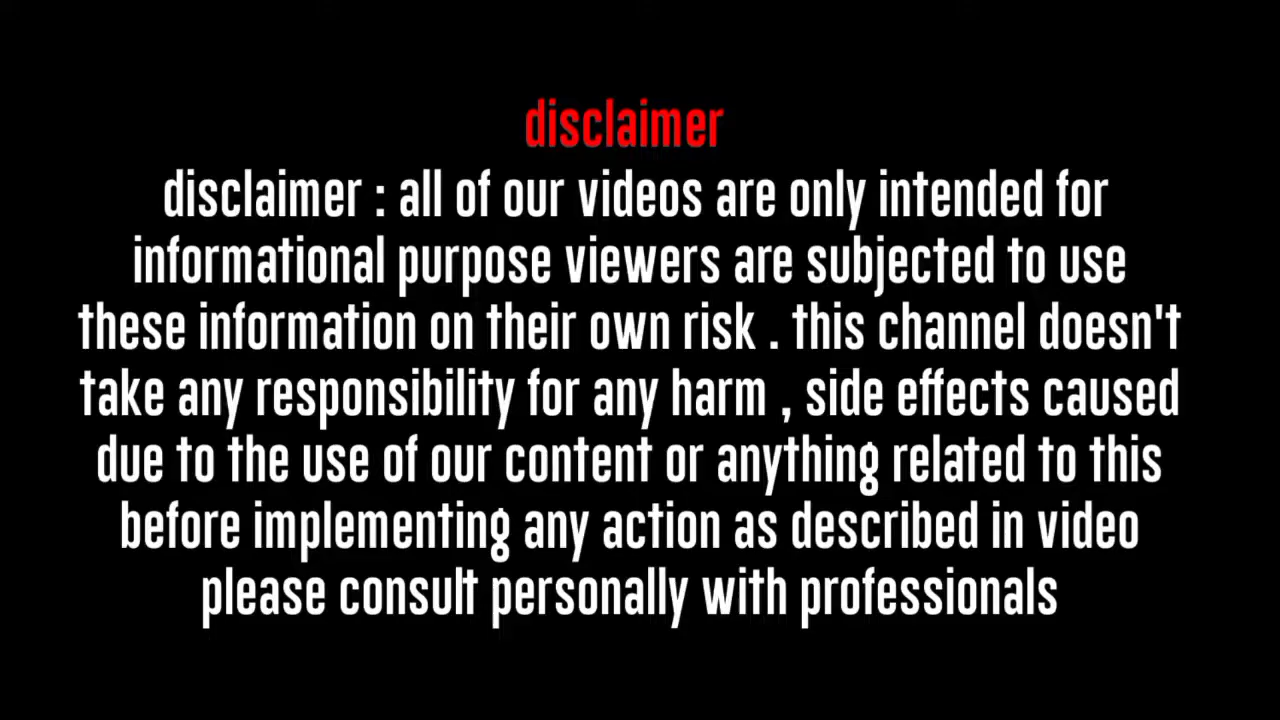 disclaimer
disclaimer : all of our videos are only intended for
informational purpose viewers are subjected to use
these information on their own risk . this channel doesn't
take any responsibility for any harm , side effects caused
due to the use of our content or anything related to this
before implementing any action as described in video
please consult personally with professionals